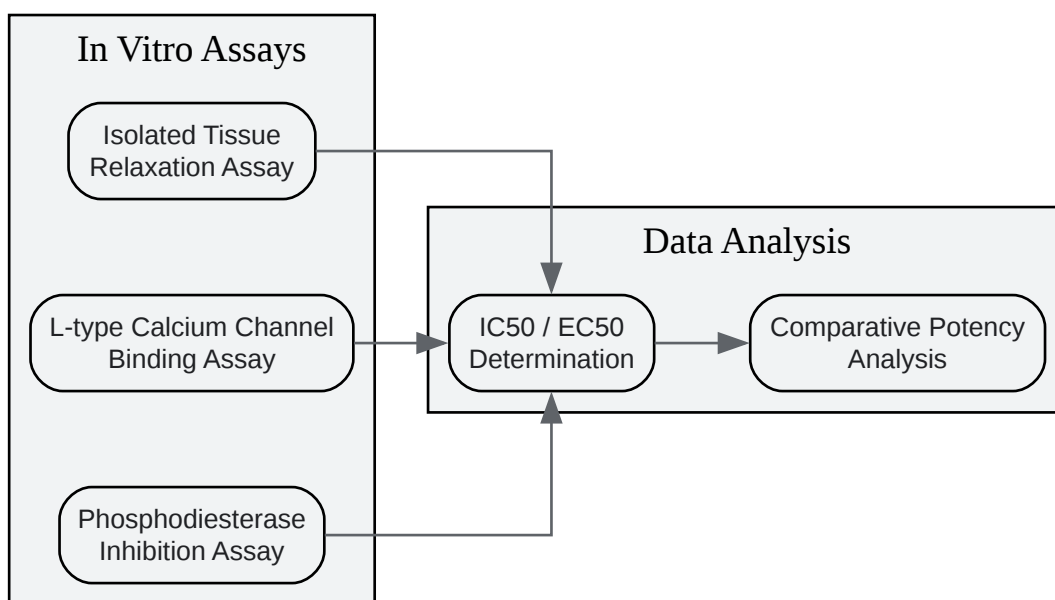 In Vitro Assays
Isolated Tissue
Relaxation Assay
L-type Calcium Channel
Binding Assay
Phosphodiesterase
Inhibition Assay
Data Analysis
IC50 / EC50
Determination
Comparative Potency
Analysis